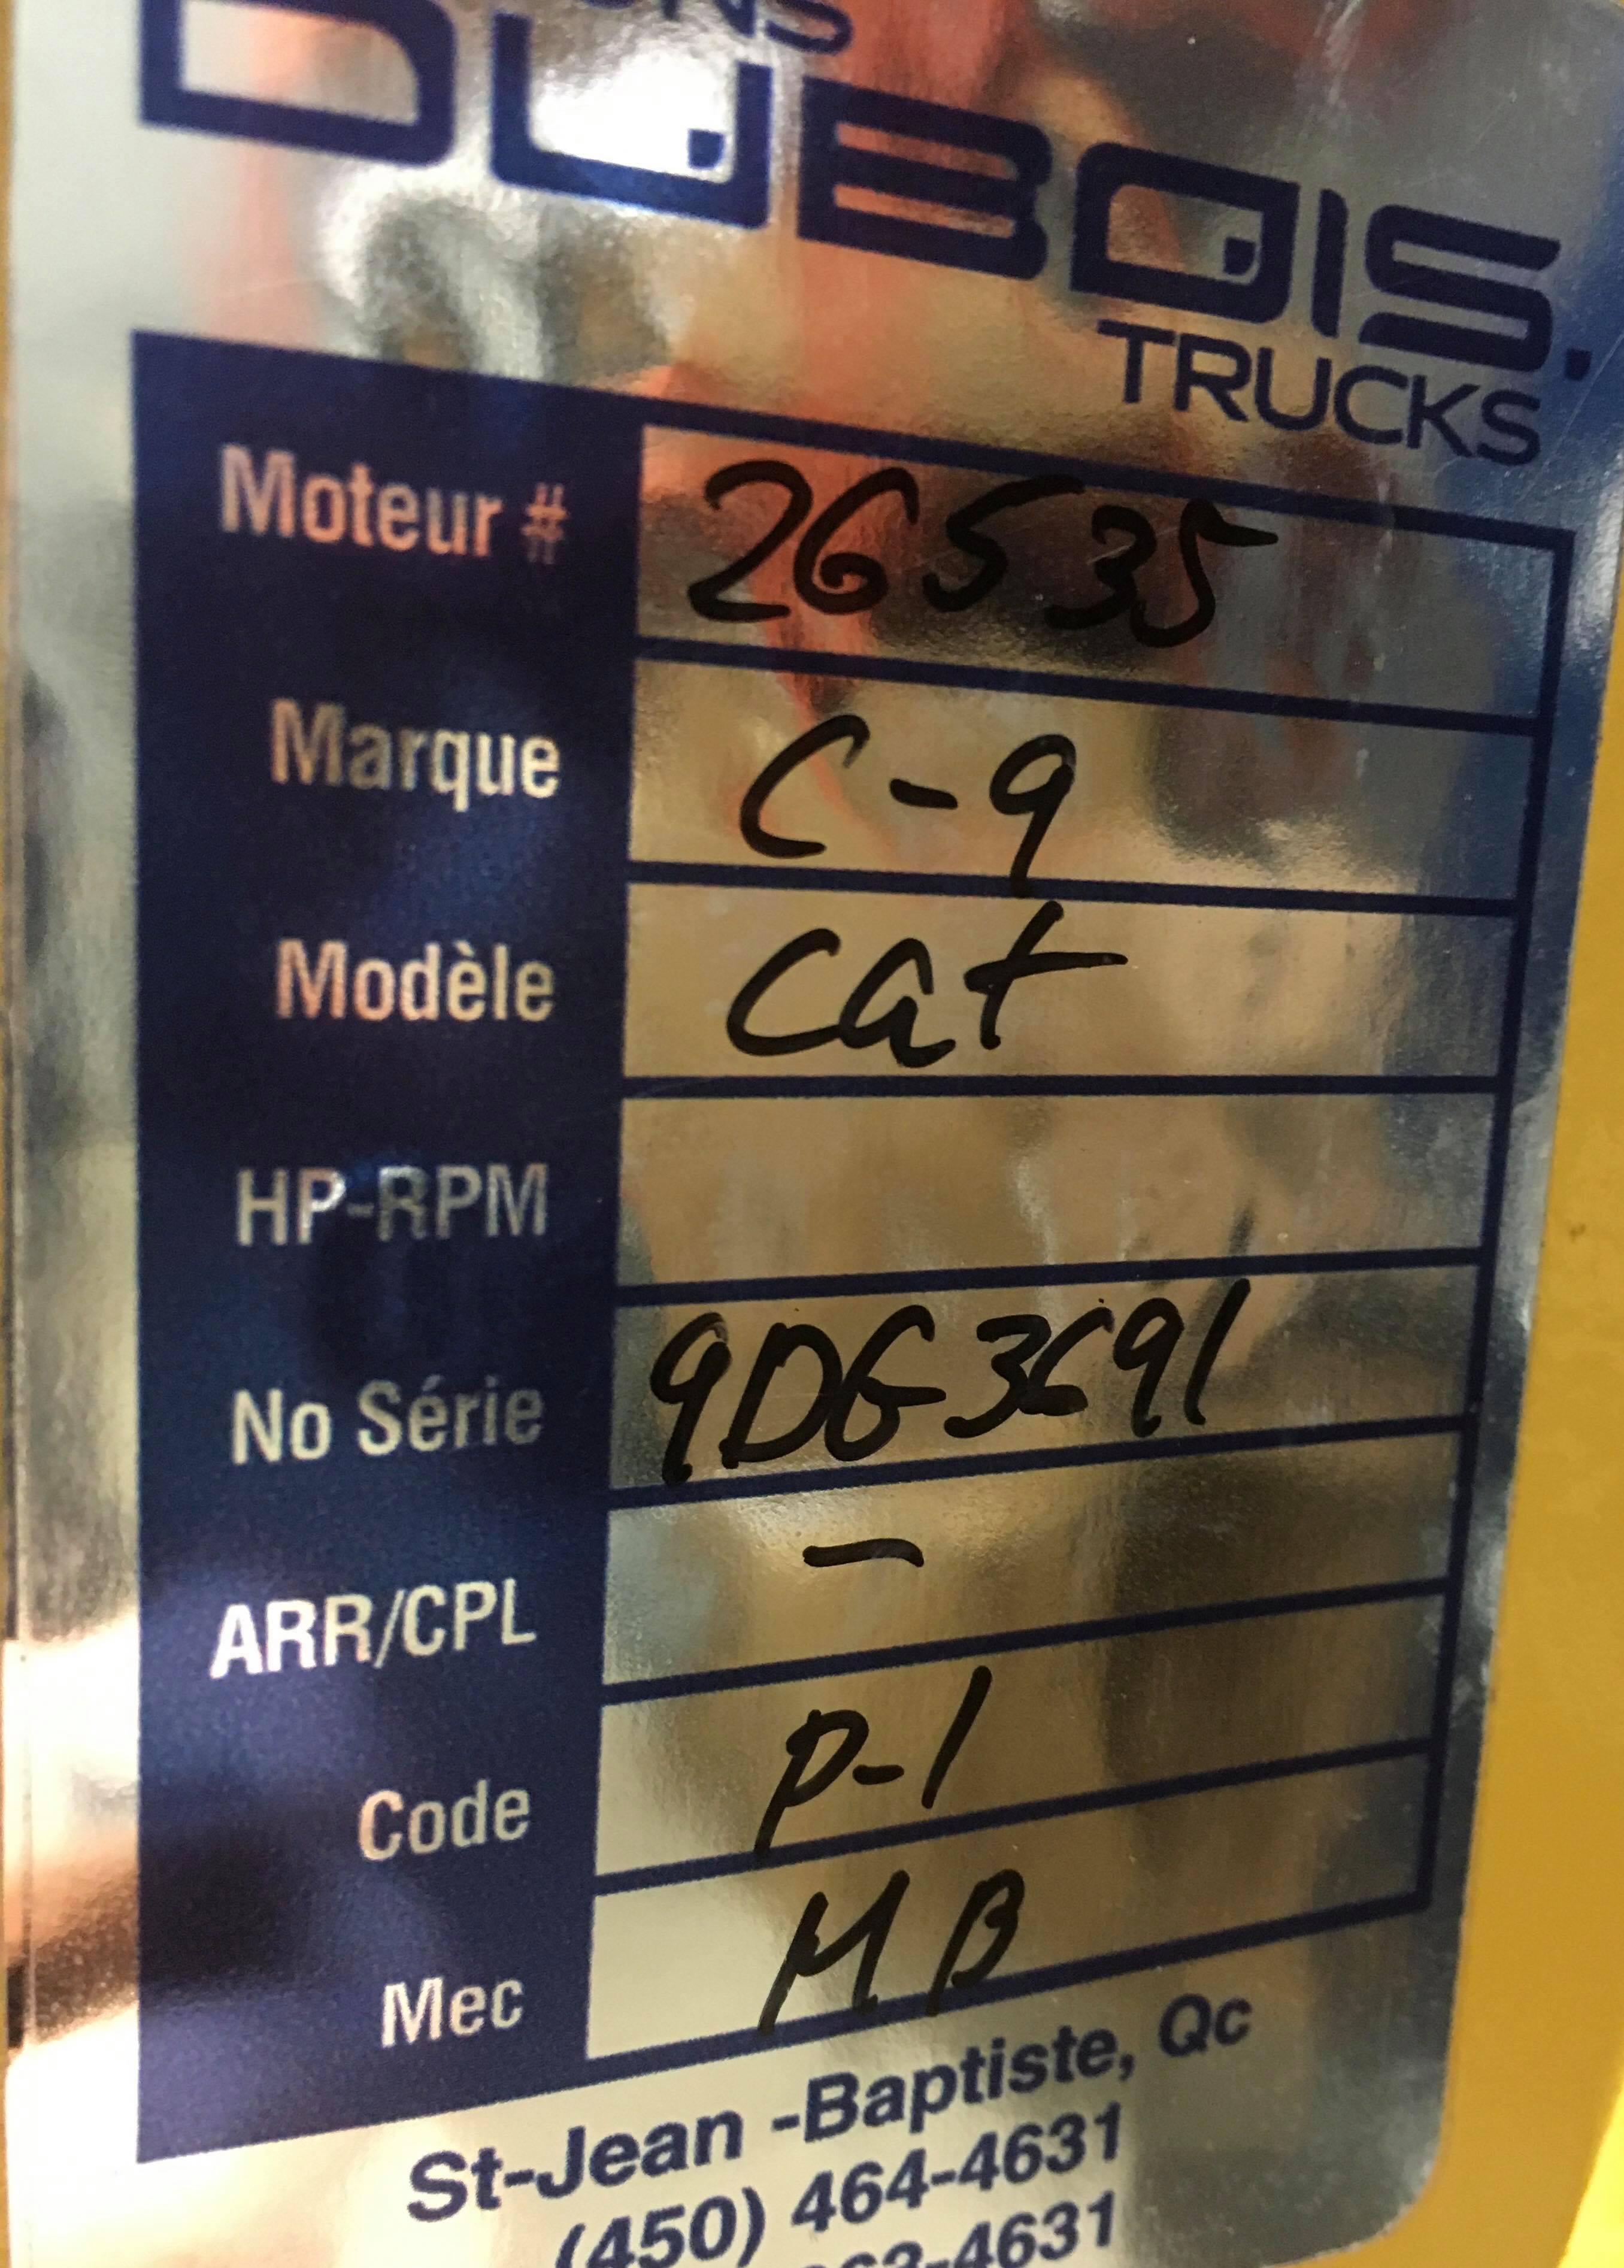 DUBOIS.
TRUCKS
Moteur # 26535
Marque C-9
Modèle Cat
HP-RPM
No Série 9DG3691
ARR/CPL -
Code P-1
Mec MB
St-Jean -Baptiste, Qc
(450) 464-4631